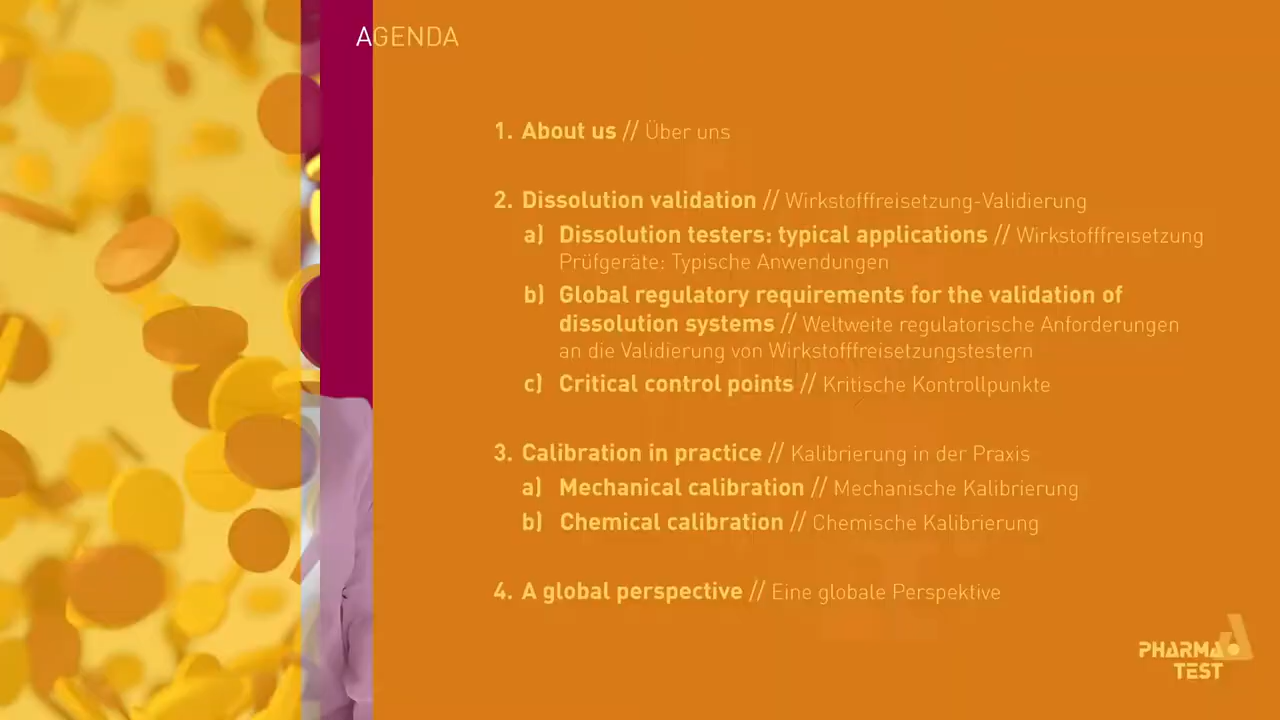 AGENDA
1. About us // Über uns
2. Dissolution validation // Wirkstofffreisetzung-Validierung
a) Dissolution testers: typical applications // Wirkstofffreisetzung
Prüfgeräte: Typische Anwendungen
b) Global regulatory requirements for the validation of
dissolution systems // Weltweite regulatorische Anforderungen
an die Validierung von Wirkstofffreisetzungstestern
c) Critical control points // Kritische Kontrollpunkte
3. Calibration in practice // Kalibrierung in der Praxis
a) Mechanical calibration // Mechanische Kalibrierung
b) Chemical calibration // Chemische Kalibrierung
4. A global perspective // Eine globale Perspektive
PHARMA
TEST